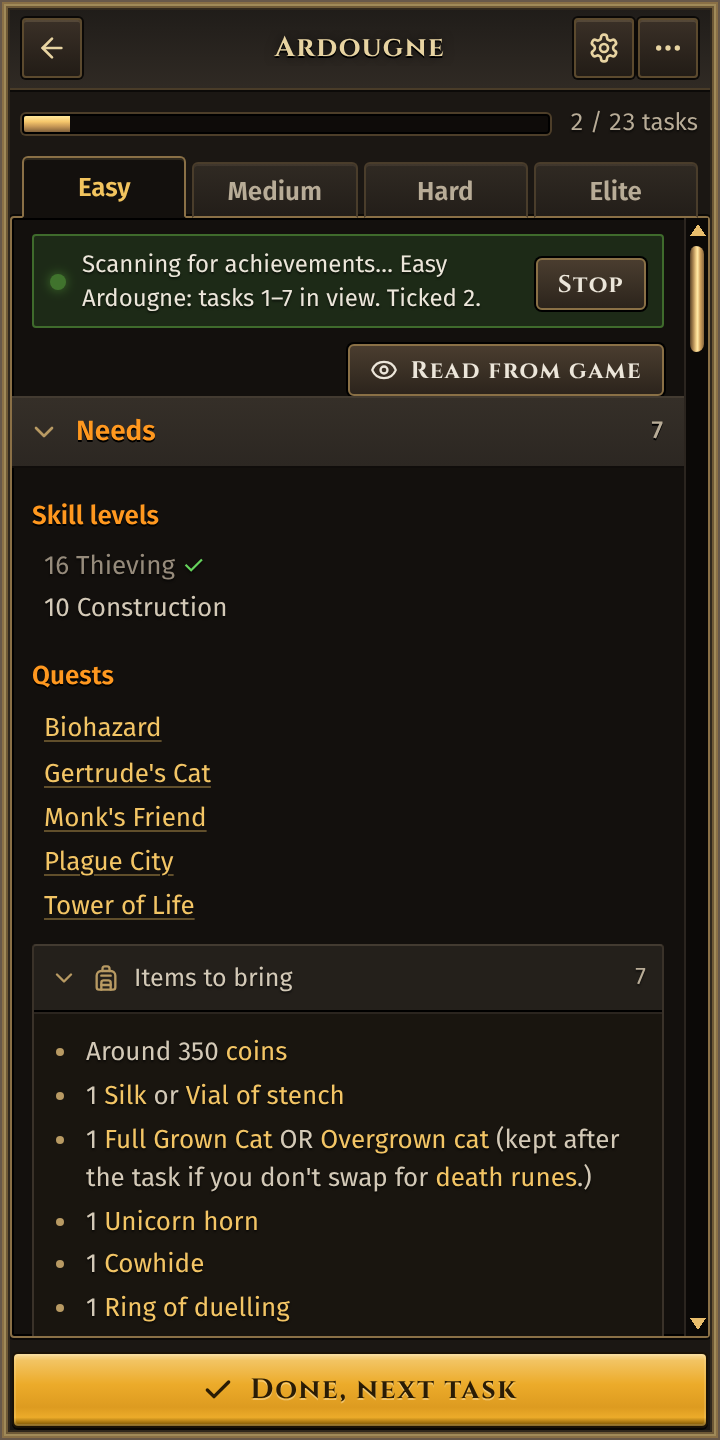 Ardougne
2 / 23 tasks
Easy
Medium
Hard
Elite
Scanning for achievements... Easy
Ardougne: tasks 1–7 in view. Ticked 2.
Stop
Read from game
Needs
7
Skill levels
16 Thieving
10 Construction
Quests
Biohazard
Gertrude's Cat
Monk's Friend
Plague City
Tower of Life
Items to bring
7
Around 350 coins
1 Silk or Vial of stench
1 Full Grown Cat OR Overgrown cat (kept after
the task if you don't swap for death runes.)
1 Unicorn horn
1 Cowhide
1 Ring of duelling
Done, next task